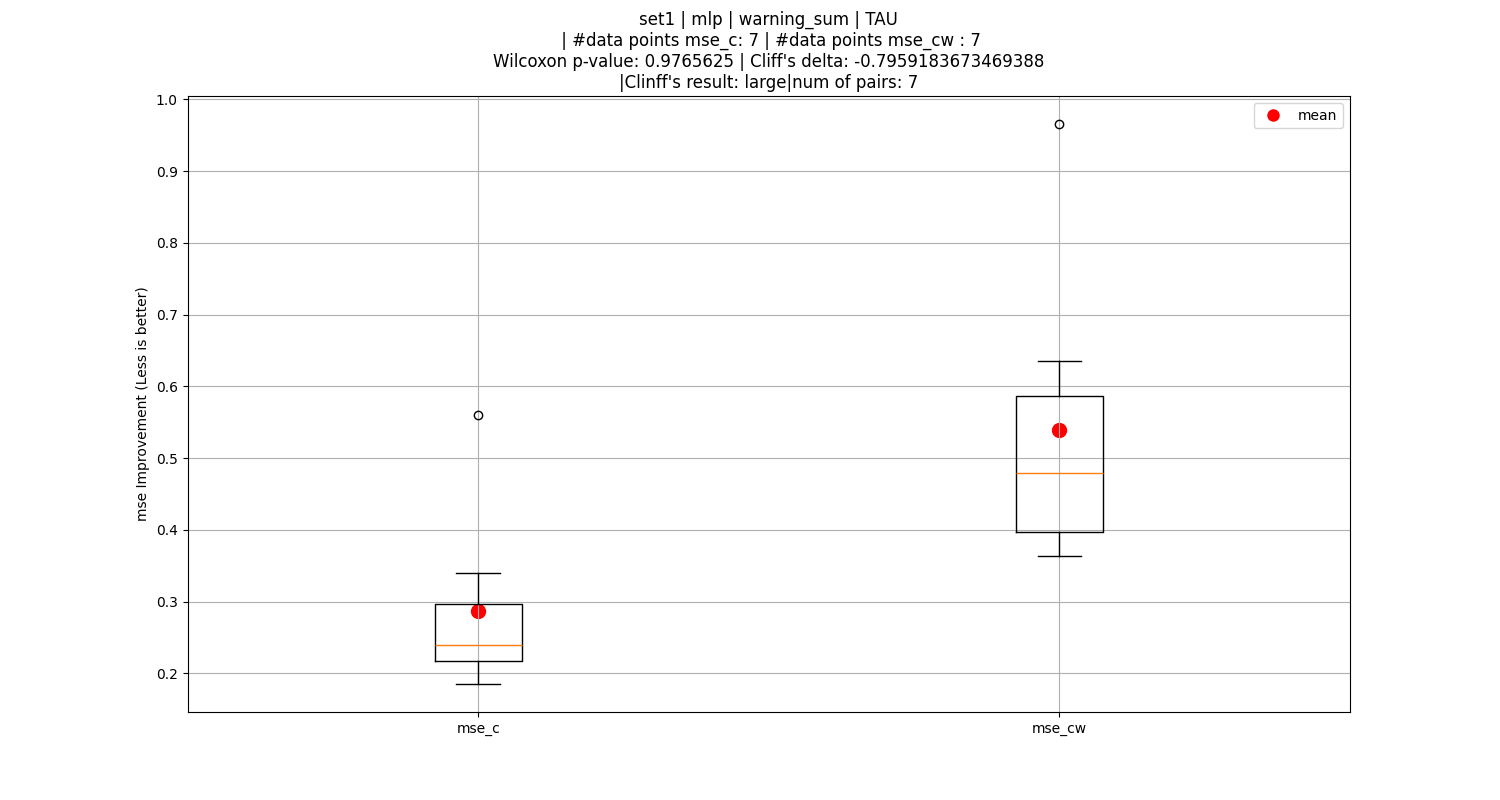 set1 | mlp | warning_sum | TAU
| #data points mse_c: 7 | #data points mse_cw : 7
Wilcoxon p-value: 0.9765625 | Cliff's delta: -0.7959183673469388
|Clinff's result: large|num of pairs: 7
mean
mse Improvement (Less is better)
1.0
0.9
0.8
0.7
0.6
0.5
0.4
0.3
0.2
mse_c
mse_cw